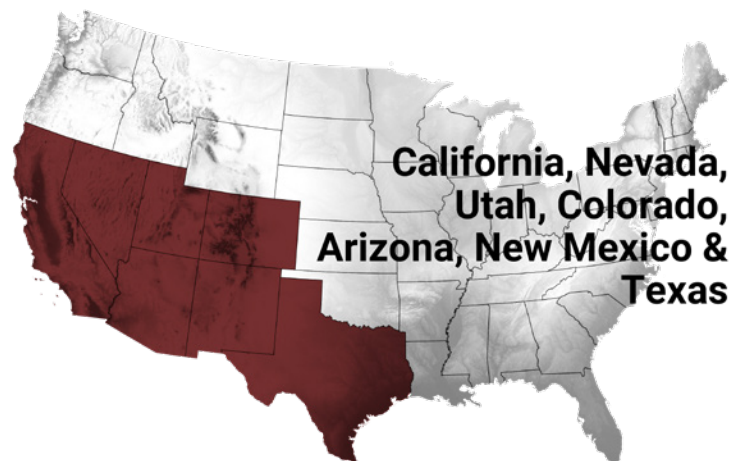 California, Nevada,
Utah, Colorado,
Arizona, New Mexico &
Texas